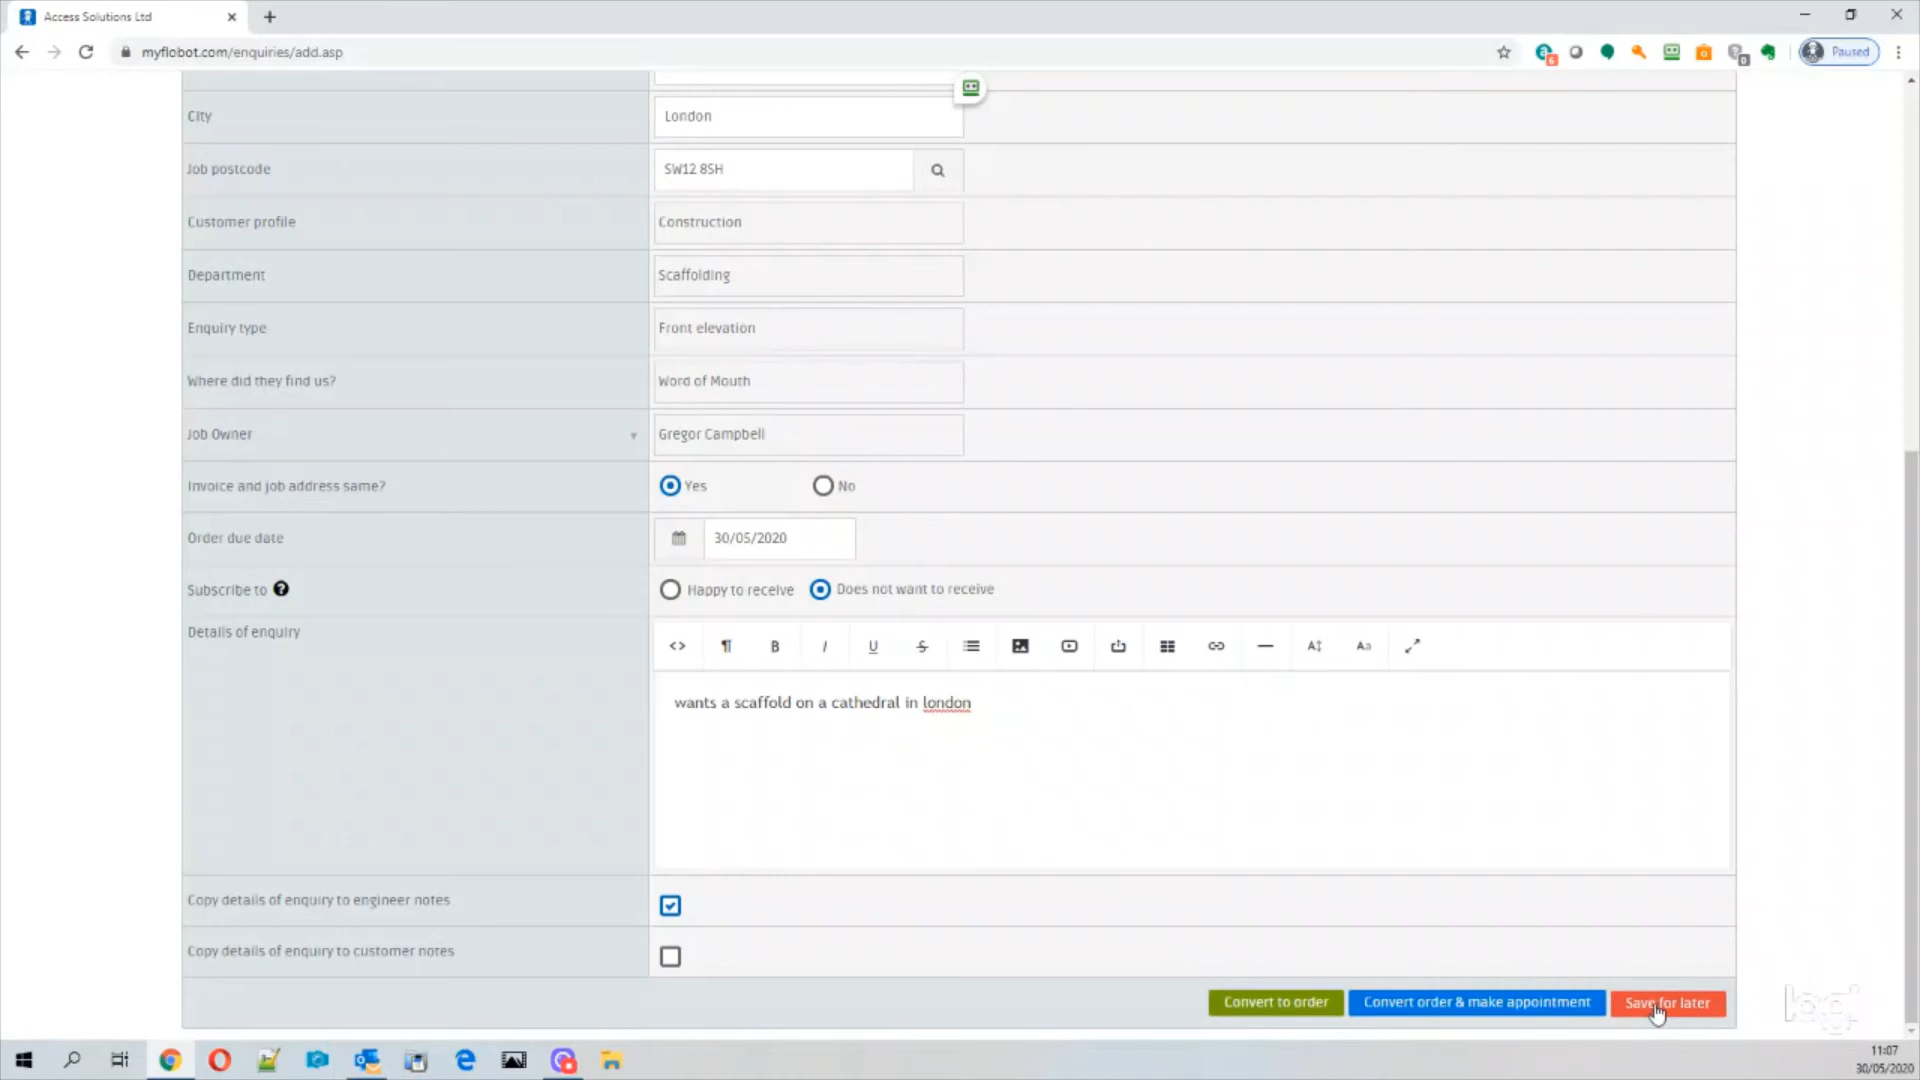 Access Solutions Ltd
myflobot.com/enquiries/add.asp
6
0
Paused
City
London
Job postcode
SW12 8SH
Customer profile
Construction
Department
Scaffolding
Enquiry type
Front elevation
Where did they find us?
Word of Mouth
Job Owner
Gregor Campbell
Invoice and job address same?
Yes
No
Order due date
30/05/2020
Subscribe to
Happy to receive
Does not want to receive
Details of enquiry
wants a scaffold on a cathedral in london
Copy details of enquiry to engineer notes
Copy details of enquiry to customer notes
Convert to order
Convert order & make appointment
Save for later
11:07
30/05/2020